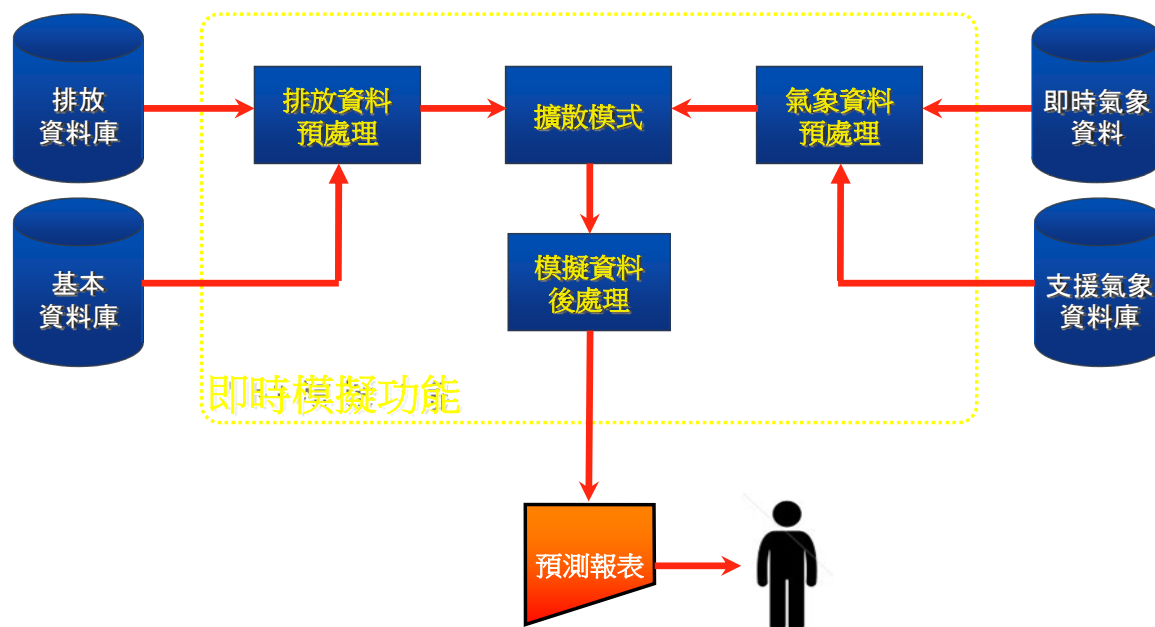 排放
資料庫
排放資料
預處理
擴散模式
氣象資料
預處理
即時氣象
資料
基本
資料庫
模擬資料
後處理
支援氣象
資料庫
即時模擬功能
預測報表